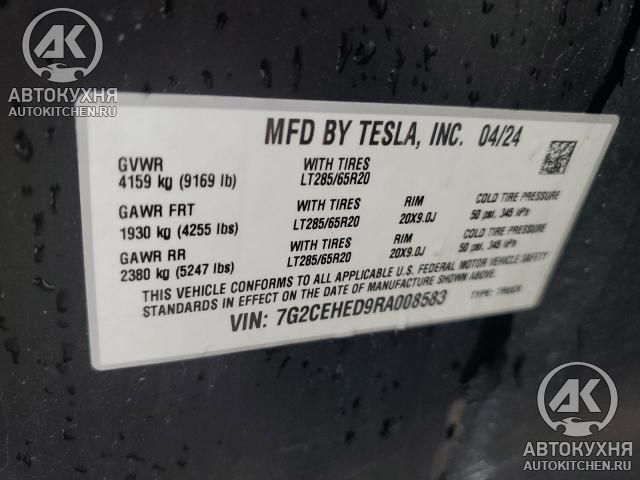 AK
АВТОКУХНЯ
AUTOKITCHEN.RU
MFD BY TESLA, INC. 04/24
GVWR WITH TIRES
4159 kg (9169 lb) LT285/65R20
GAWR FRT WITH TIRES RIM COLD TIRE PRESSURE
1930 kg (4255 lbs) LT285/65R20 20X9.0J 50 psi, 345 kPa
GAWR RR WITH TIRES RIM COLD TIRE PRESSURE
2380 kg (5247 lbs) LT285/65R20 20X9.0J 50 psi, 345 kPa
THIS VEHICLE CONFORMS TO ALL APPLICABLE U.S. FEDERAL MOTOR VEHICLE SAFETY
STANDARDS IN EFFECT ON THE DATE OF MANUFACTURE SHOWN ABOVE.
VIN: 7G2CEHED9RA008583 TYPE: TRUCK
AK
АВТОКУХНЯ
AUTOKITCHEN.RU